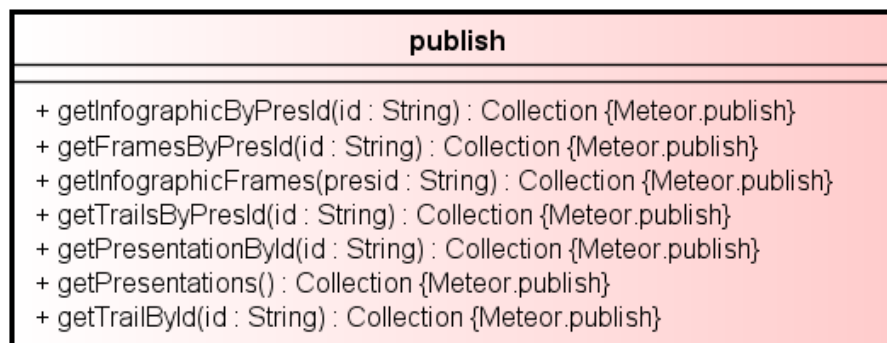 publish
+ getInfographicByPresId(id : String) : Collection {Meteor.publish}
+ getFramesByPresId(id : String) : Collection {Meteor.publish}
+ getInfographicFrames(presid : String) : Collection {Meteor.publish}
+ getTrailsByPresId(id : String) : Collection {Meteor.publish}
+ getPresentationById(id : String) : Collection {Meteor.publish}
+ getPresentations() : Collection {Meteor.publish}
+ getTrailById(id : String) : Collection {Meteor.publish}